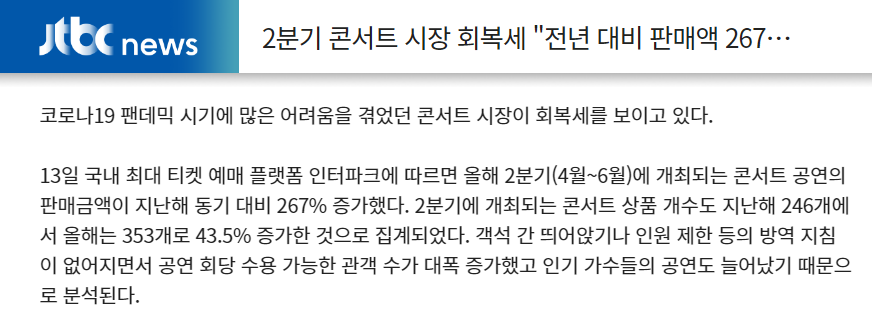 jtbc news
2분기 콘서트 시장 회복세 "전년 대비 판매액 267…
코로나19 팬데믹 시기에 많은 어려움을 겪었던 콘서트 시장이 회복세를 보이고 있다.
13일 국내 최대 티켓 예매 플랫폼 인터파크에 따르면 올해 2분기(4월~6월)에 개최되는 콘서트 공연의
판매금액이 지난해 동기 대비 267% 증가했다. 2분기에 개최되는 콘서트 상품 개수도 지난해 246개에
서 올해는 353개로 43.5% 증가한 것으로 집계되었다. 객석 간 띄어앉기나 인원 제한 등의 방역 지침
이 없어지면서 공연 회당 수용 가능한 관객 수가 대폭 증가했고 인기 가수들의 공연도 늘어났기 때문으
로 분석된다.